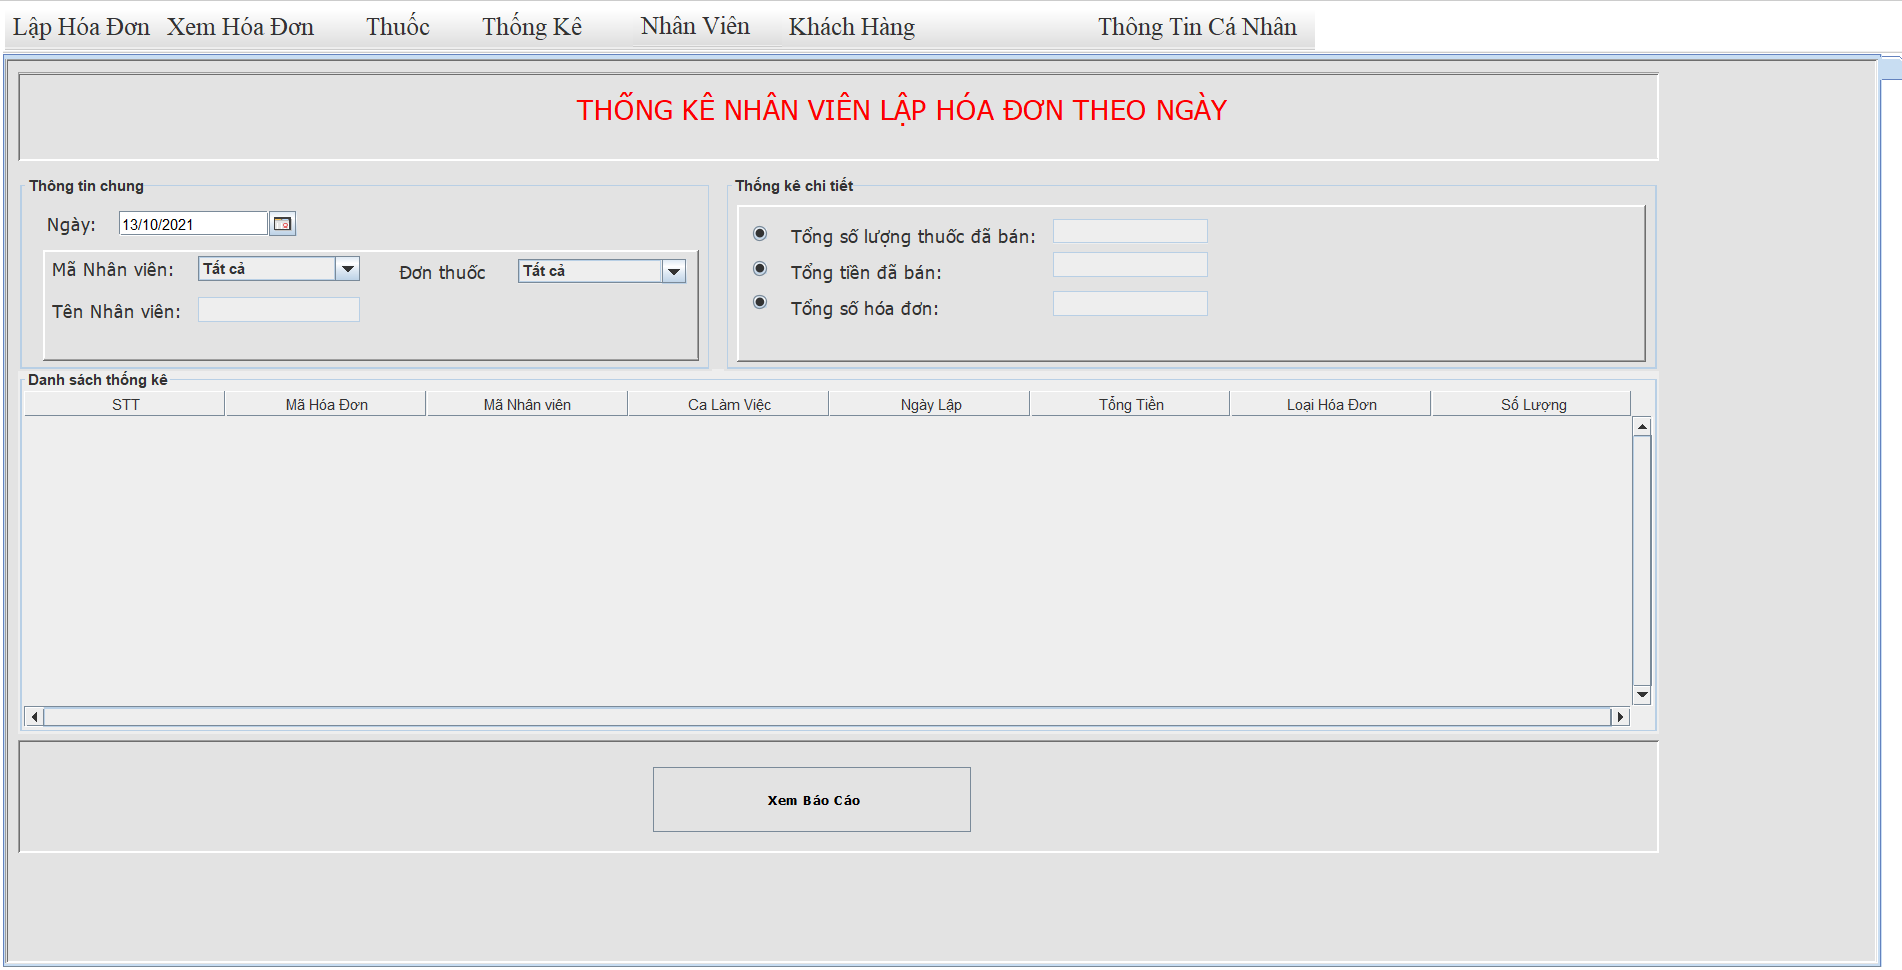 Lập Hóa Đơn Xem Hóa Đơn Thuốc Thống Kê Nhân Viên Khách Hàng Thông Tin Cá Nhân
THỐNG KÊ NHÂN VIÊN LẬP HÓA ĐƠN THEO NGÀY
Thông tin chung
Ngày: 13/10/2021
Mã Nhân viên: Tất cả Đơn thuốc Tất cả
Tên Nhân viên:
Thống kê chi tiết
Tổng số lượng thuốc đã bán:
Tổng tiền đã bán:
Tổng số hóa đơn:
Danh sách thống kê
STT Mã Hóa Đơn Mã Nhân viên Ca Làm Việc Ngày Lập Tổng Tiền Loại Hóa Đơn Số Lượng
Xem Báo Cáo